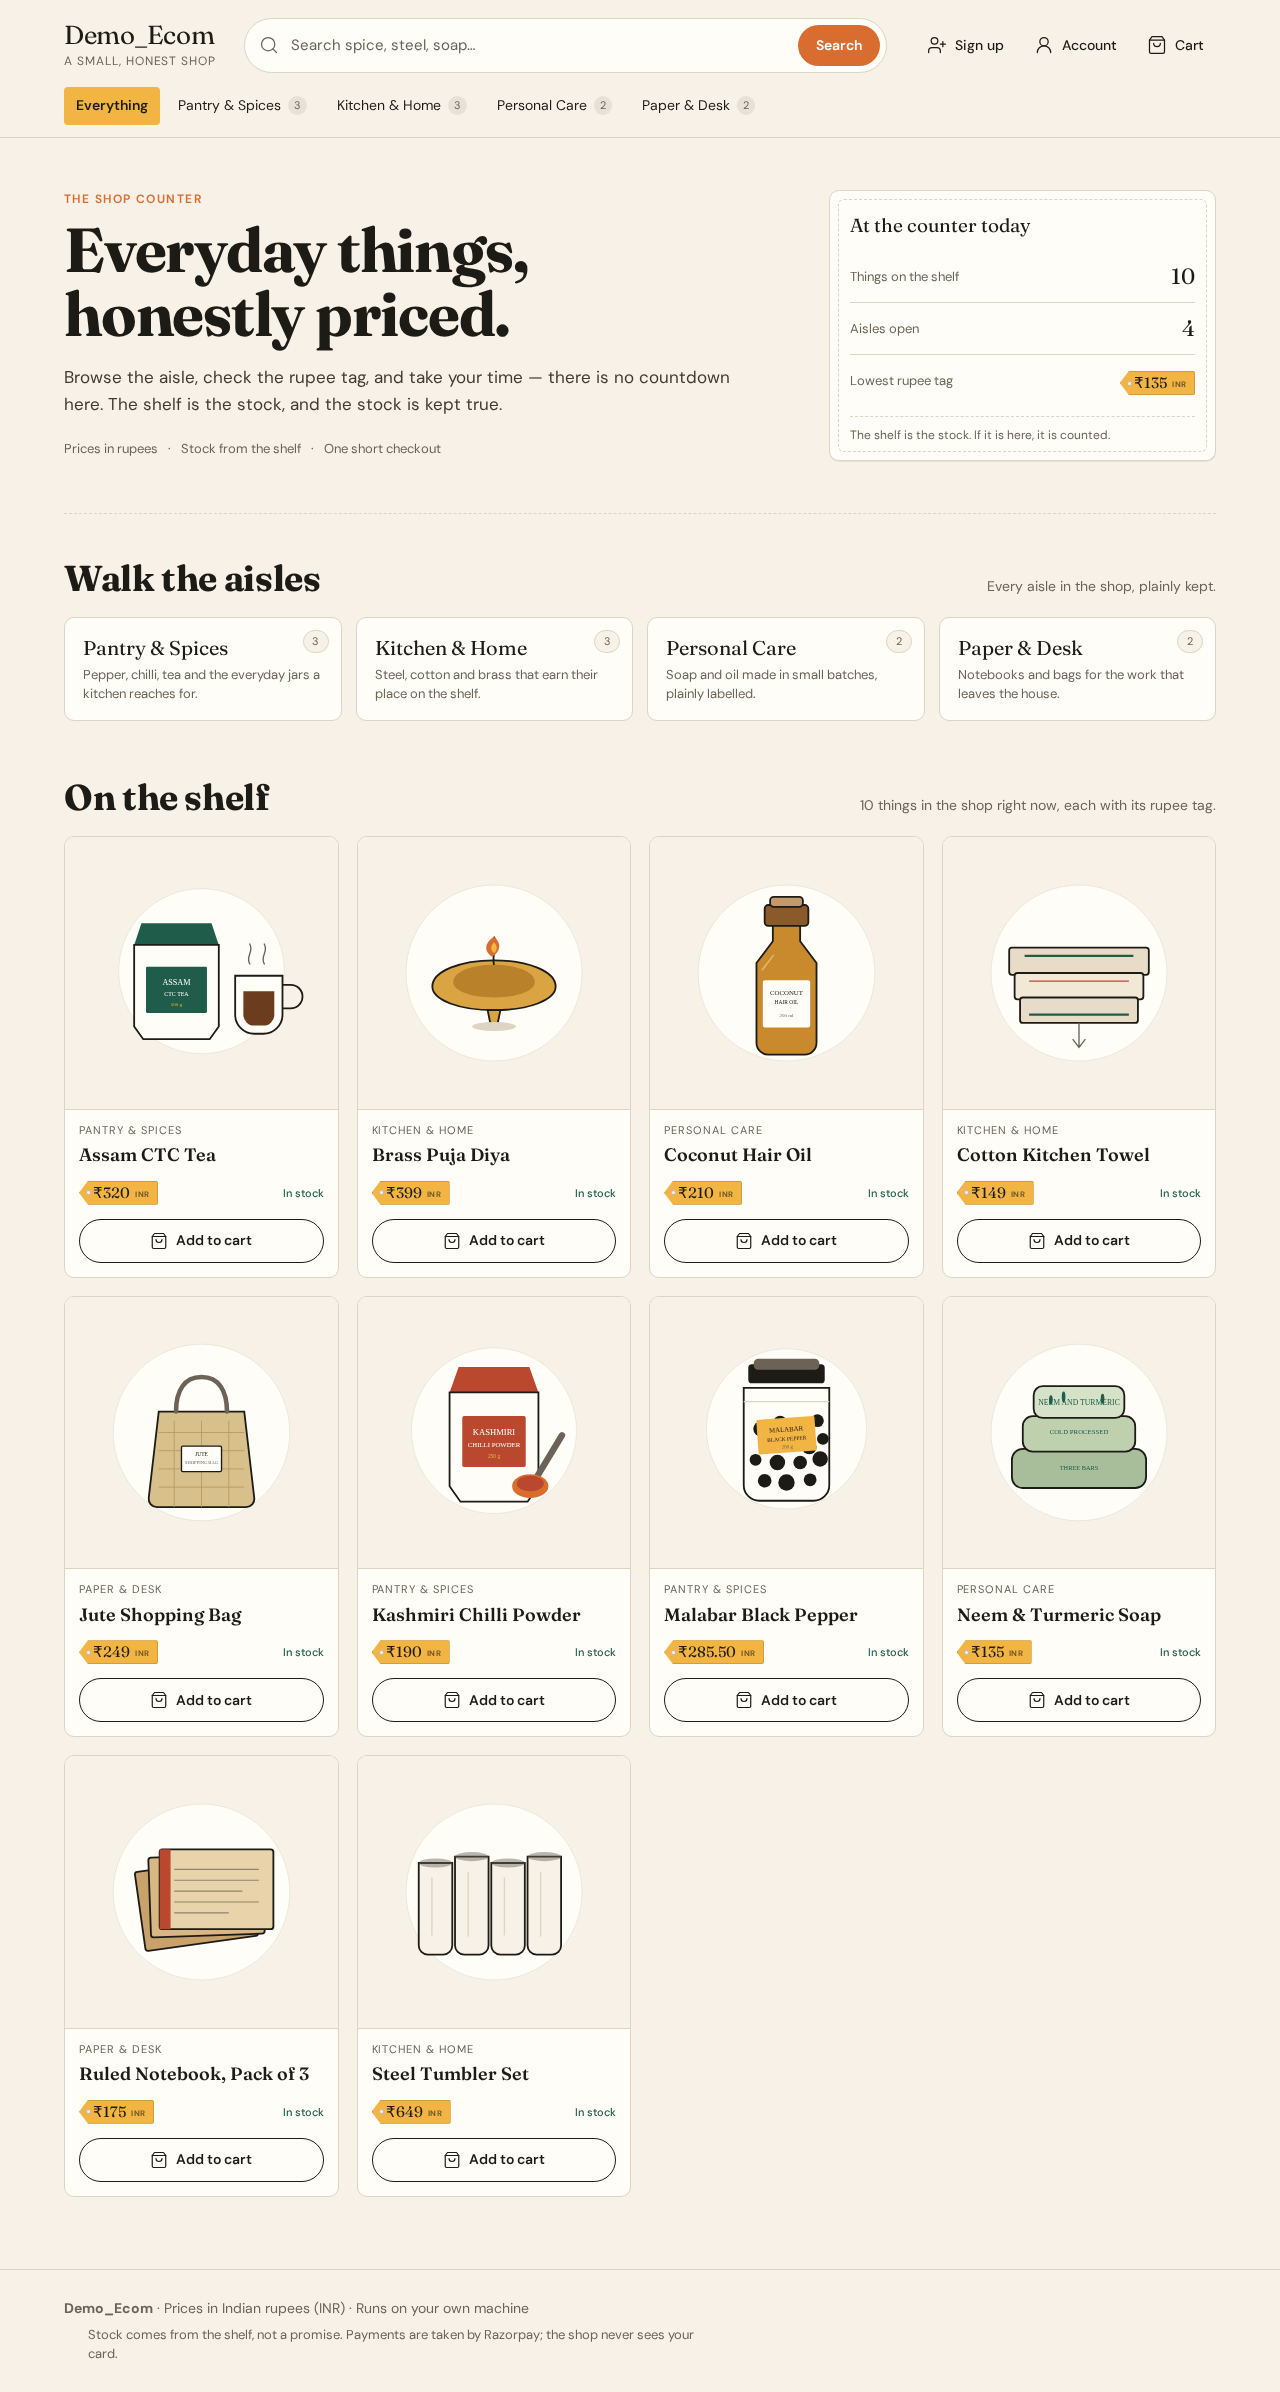 Demo_Ecom
A SMALL, HONEST SHOP
Search spice, steel, soap...
Search
Sign up
Account
Cart
Everything
Pantry & Spices 3
Kitchen & Home 3
Personal Care 2
Paper & Desk 2
THE SHOP COUNTER
Everyday things,
honestly priced.
Browse the aisle, check the rupee tag, and take your time — there is no countdown
here. The shelf is the stock, and the stock is kept true.
Prices in rupees · Stock from the shelf · One short checkout
At the counter today
Things on the shelf 10
Aisles open 4
Lowest rupee tag ₹135 INR
The shelf is the stock. If it is here, it is counted.
Walk the aisles
Every aisle in the shop, plainly kept.
Pantry & Spices 3
Pepper, chilli, tea and the everyday jars a
kitchen reaches for.
Kitchen & Home 3
Steel, cotton and brass that earn their
place on the shelf.
Personal Care 2
Soap and oil made in small batches,
plainly labelled.
Paper & Desk 2
Notebooks and bags for the work that
leaves the house.
On the shelf
10 things in the shop right now, each with its rupee tag.
ASSAM
CTC TEA
PANTRY & SPICES
Assam CTC Tea
₹320 INR
In stock
Add to cart
KITCHEN & HOME
Brass Puja Diya
₹399 INR
In stock
Add to cart
COCONUT
HAIR OIL
200 ml
PERSONAL CARE
Coconut Hair Oil
₹210 INR
In stock
Add to cart
KITCHEN & HOME
Cotton Kitchen Towel
₹149 INR
In stock
Add to cart
JUTE
SHOPPING BAG
PAPER & DESK
Jute Shopping Bag
₹249 INR
In stock
Add to cart
KASHMIRI
CHILLI POWDER
250 g
PANTRY & SPICES
Kashmiri Chilli Powder
₹190 INR
In stock
Add to cart
MALABAR
BLACK PEPPER
PANTRY & SPICES
Malabar Black Pepper
₹285.50 INR
In stock
Add to cart
NEEM AND TURMERIC
COLD PROCESSED
THREE BARS
PERSONAL CARE
Neem & Turmeric Soap
₹135 INR
In stock
Add to cart
PAPER & DESK
Ruled Notebook, Pack of 3
₹175 INR
In stock
Add to cart
KITCHEN & HOME
Steel Tumbler Set
₹649 INR
In stock
Add to cart
Demo_Ecom · Prices in Indian rupees (INR) · Runs on your own machine
Stock comes from the shelf, not a promise. Payments are taken by Razorpay; the shop never sees your
card.